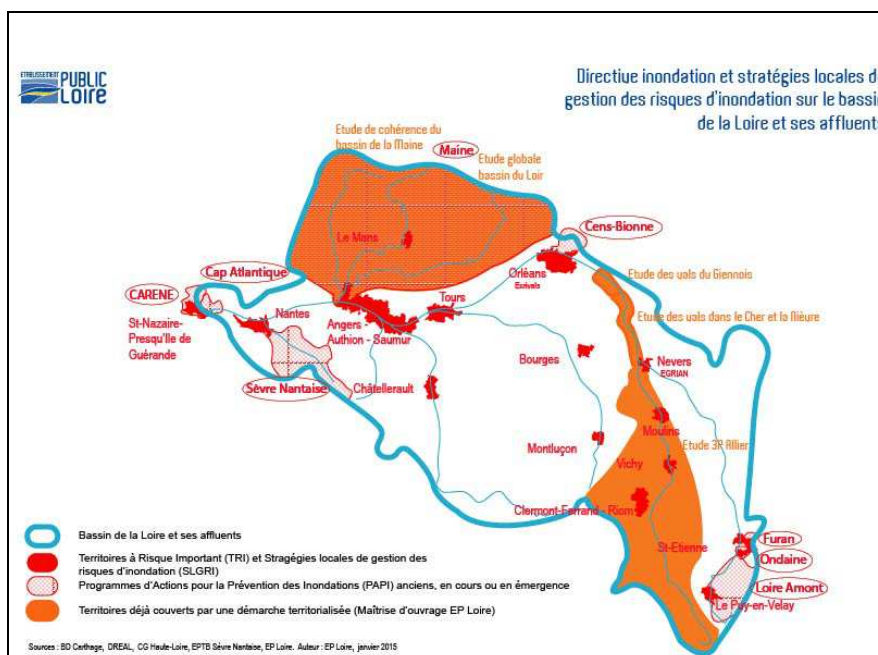 ETABLISSEMENT
PUBLIC
LOIRE
Directive inondation et stratégies locales de
gestion des risques d'inondation sur le bassin
de la Loire et ses affluents
Etude de cohérence du
bassin de la Maine
Maine
Etude globale
bassin du Loir
Cens-Bionne
Le Mans
Orléans
Ecrivals
Etude des vals du Giennois
Cap Atlantique
CARENE
Tours
Nantes
Angers -
Authion - Saumur
St-Nazaire-
Presqu'Ile de
Guérande
Etude des vals dans le Cher et la Nièvre
Bourges
Nevers
EGRIAN
Sèvre Nantaise
Châtellerault
Moulins
Etude 3P Allier
Montluçon
Vichy
Clermont-Ferrand - Riom
St-Etienne
Furan
Ondaine
Loire Amont
Le Puy-en-Velay
Bassin de la Loire et ses affluents
Territoires à Risque Important (TRI) et Stragégies locales de gestion des
risques d'inondation (SLGRI)
Programmes d'Actions pour la Prévention des Inondations (PAPI) anciens, en cours ou en émergence
Territoires déjà couverts par une démarche territorialisée (Maîtrise d'ouvrage EP Loire)
Sources : BD Carthage, DREAL, CG Haute-Loire, EPTB Sèvre Nantaise, EP Loire. Auteur : EP Loire, janvier 2015